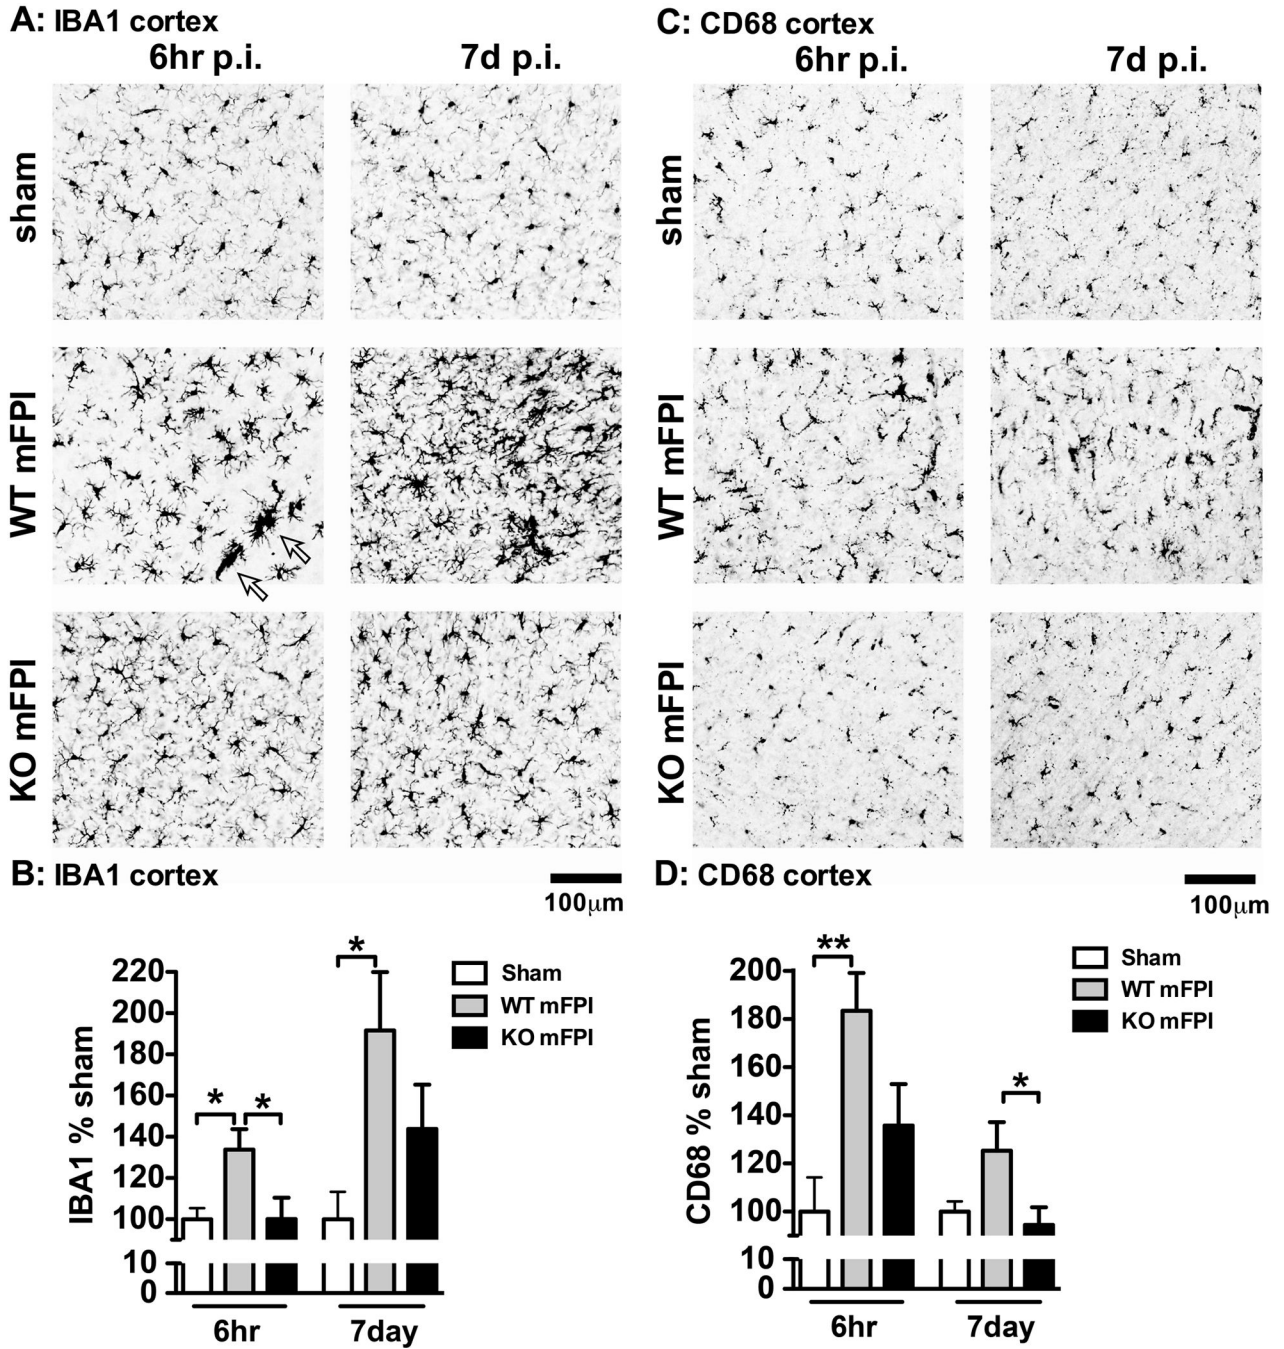 A: IBA1 cortex
6hr p.i. 7d p.i.
sham
WT mFPI
KO mFPI
C: CD68 cortex
6hr p.i. 7d p.i.
sham
WT mFPI
KO mFPI
B: IBA1 cortex
100μm
*
* *
220
200
180
160
140
120
100
10
0
IBA1 % sham
6hr 7day
Sham
WT mFPI
KO mFPI
D: CD68 cortex
100μm
**
*
200
180
160
140
120
100
10
0
CD68 % sham
6hr 7day
Sham
WT mFPI
KO mFPI